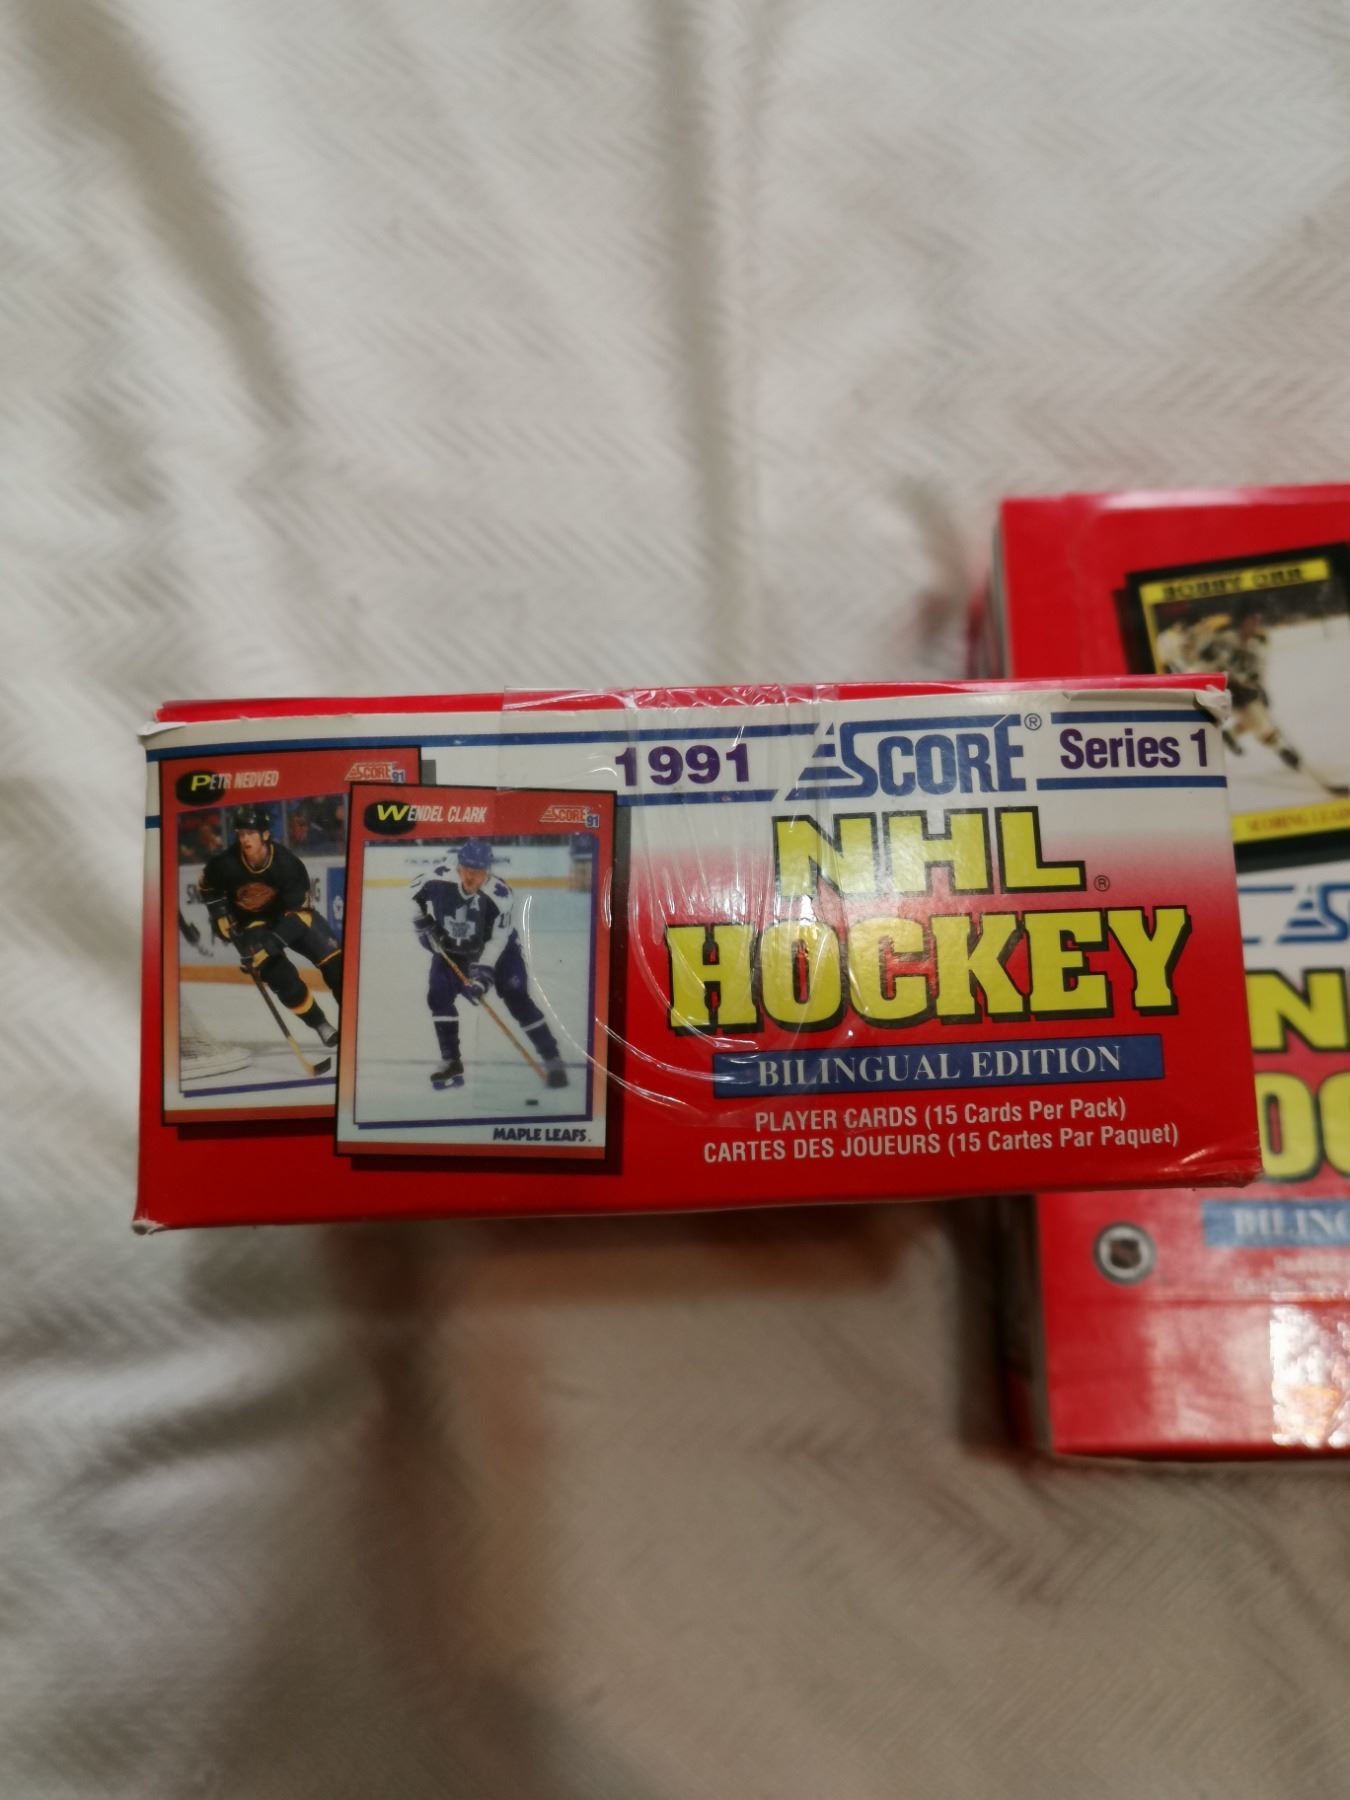 1991 SCORE® Series 1
NHL®
HOCKEY
BILINGUAL EDITION
PLAYER CARDS (15 Cards Per Pack)
CARTES DES JOUEURS (15 Cartes Par Paquet)
PETR NEDVED SCORE 91
WENDEL CLARK SCORE 91
MAPLE LEAFS.
BOBBY ORR